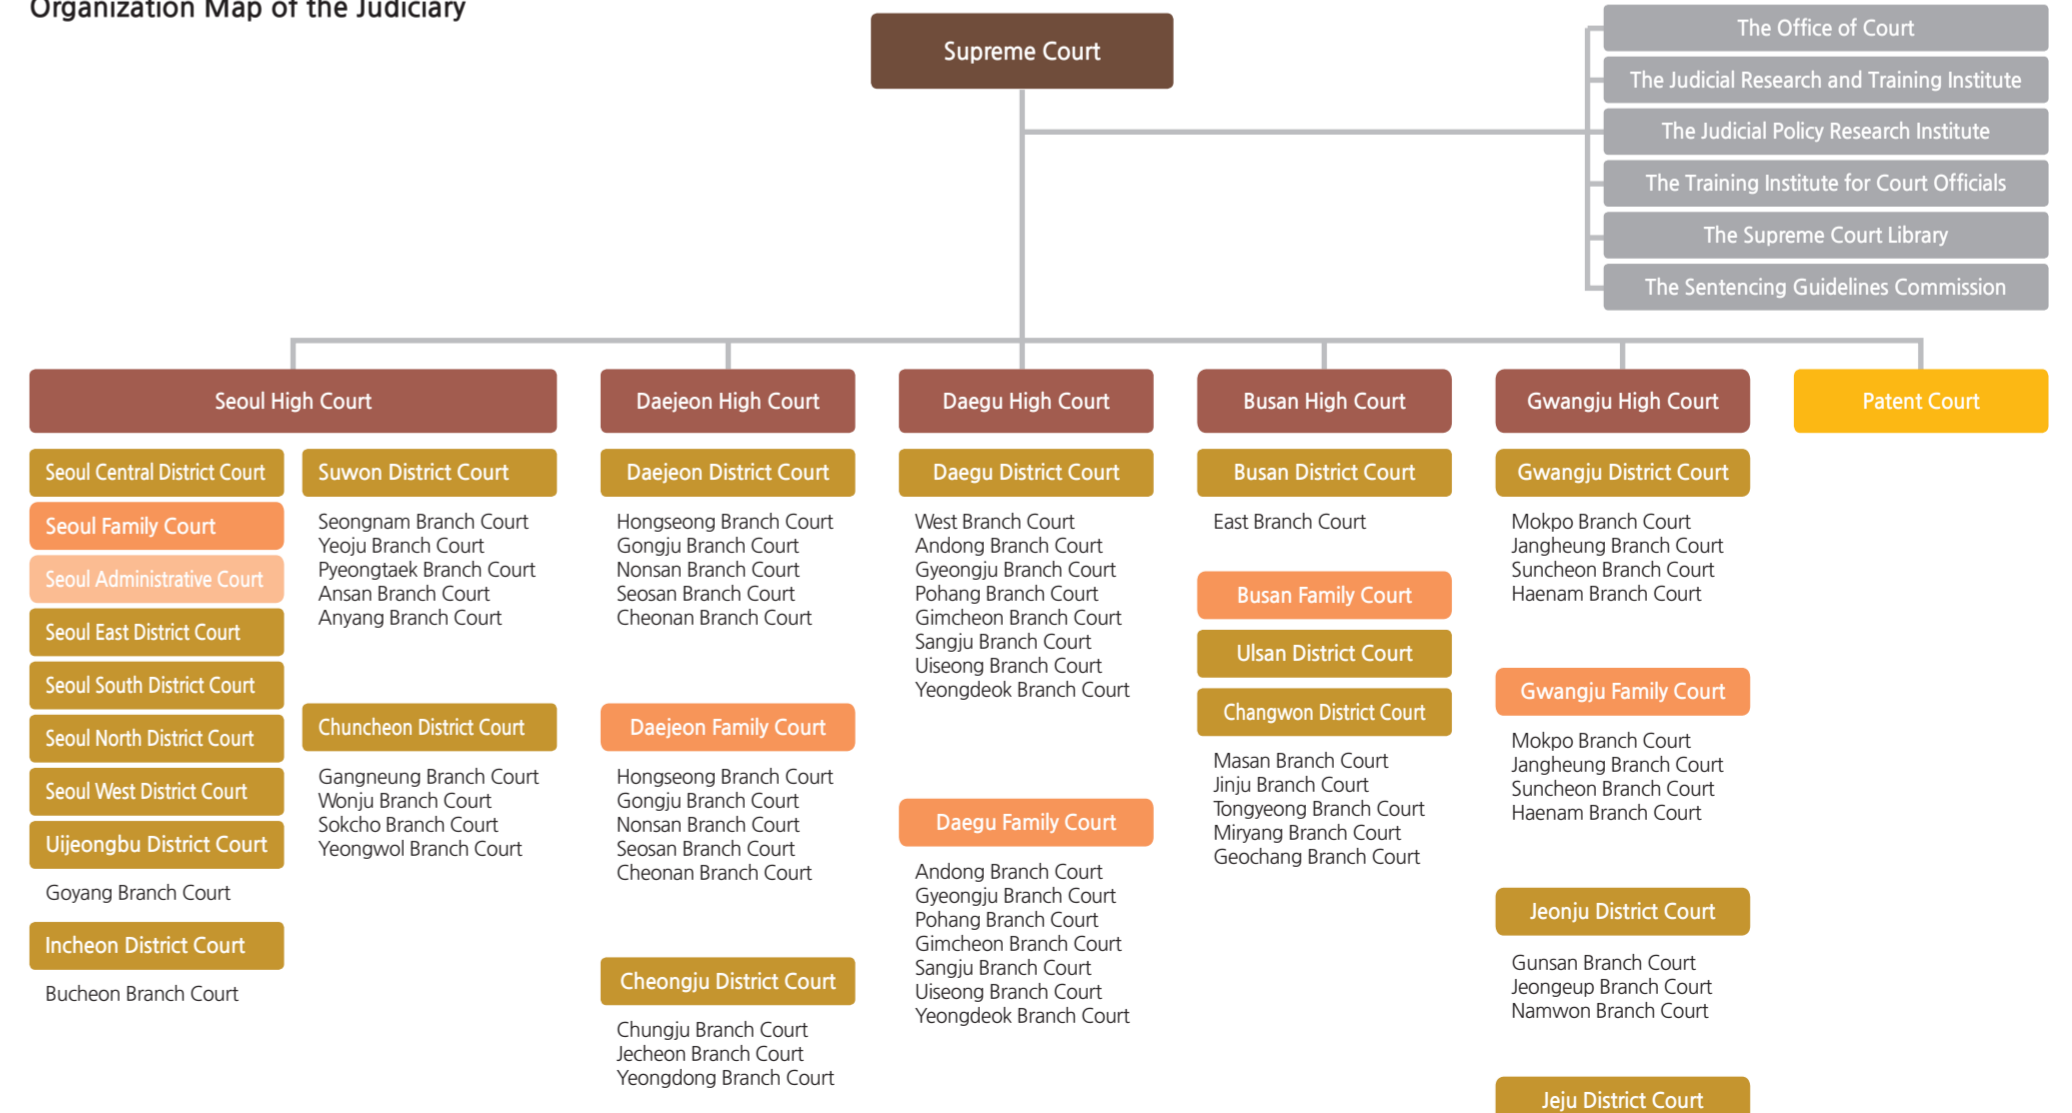 Organization Map of the Judiciary
Supreme Court
The Office of Court
The Judicial Research and Training Institute
The Judicial Policy Research Institute
The Training Institute for Court Officials
The Supreme Court Library
The Sentencing Guidelines Commission
Seoul High Court
Seoul Central District Court
Seoul Family Court
Seoul Administrative Court
Seoul East District Court
Seoul South District Court
Seoul North District Court
Seoul West District Court
Uijeongbu District Court
Goyang Branch Court
Incheon District Court
Bucheon Branch Court
Suwon District Court
Seongnam Branch Court
Yeoju Branch Court
Pyeongtaek Branch Court
Ansan Branch Court
Anyang Branch Court
Chuncheon District Court
Gangneung Branch Court
Wonju Branch Court
Sokcho Branch Court
Yeongwol Branch Court
Daejeon High Court
Daejeon District Court
Hongseong Branch Court
Gongju Branch Court
Nonsan Branch Court
Seosan Branch Court
Cheonan Branch Court
Daejeon Family Court
Hongseong Branch Court
Gongju Branch Court
Nonsan Branch Court
Seosan Branch Court
Cheonan Branch Court
Cheongju District Court
Chungju Branch Court
Jecheon Branch Court
Yeongdong Branch Court
Daegu High Court
Daegu District Court
West Branch Court
Andong Branch Court
Gyeongju Branch Court
Pohang Branch Court
Gimcheon Branch Court
Sangju Branch Court
Uiseong Branch Court
Yeongdeok Branch Court
Daegu Family Court
Andong Branch Court
Gyeongju Branch Court
Pohang Branch Court
Gimcheon Branch Court
Sangju Branch Court
Uiseong Branch Court
Yeongdeok Branch Court
Busan High Court
Busan District Court
East Branch Court
Busan Family Court
Ulsan District Court
Changwon District Court
Masan Branch Court
Jinju Branch Court
Tongyeong Branch Court
Miryang Branch Court
Geochang Branch Court
Gwangju High Court
Gwangju District Court
Mokpo Branch Court
Jangheung Branch Court
Suncheon Branch Court
Haenam Branch Court
Gwangju Family Court
Mokpo Branch Court
Jangheung Branch Court
Suncheon Branch Court
Haenam Branch Court
Jeonju District Court
Gunsan Branch Court
Jeongeup Branch Court
Namwon Branch Court
Jeju District Court
Patent Court